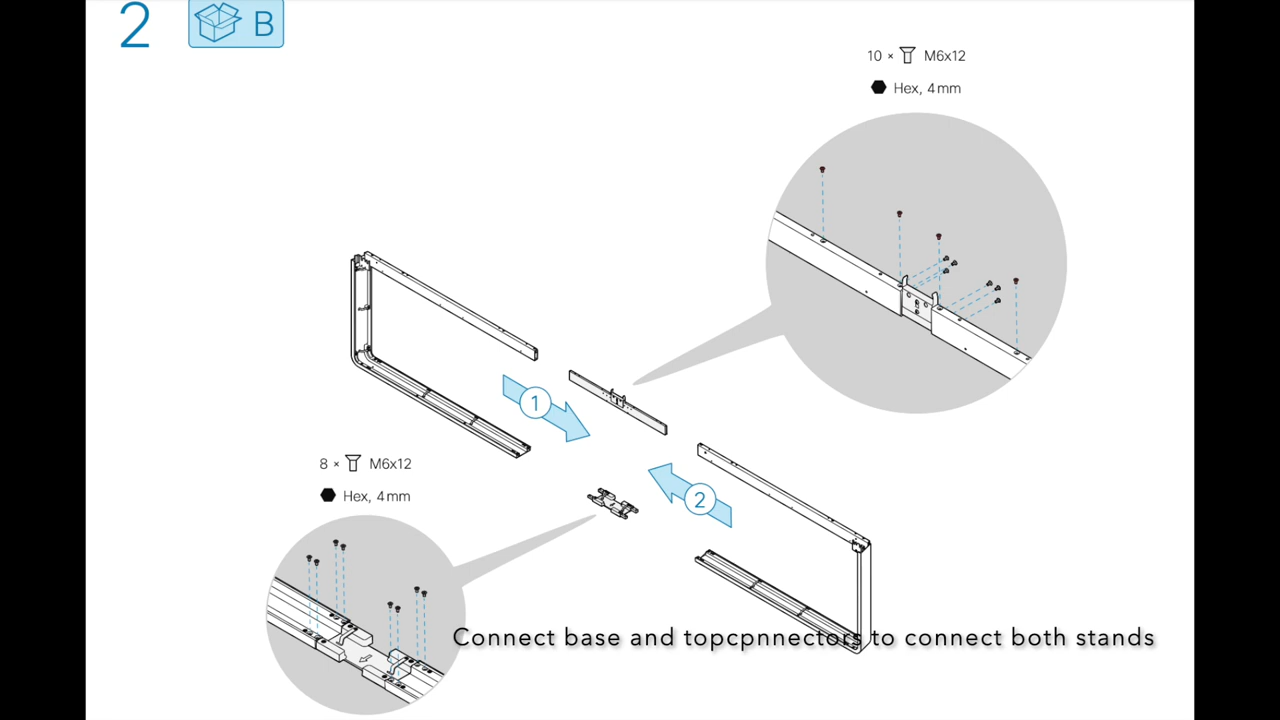 2
B
10 × M6x12
Hex, 4mm
1
2
8 × M6x12
Hex, 4mm
Connect base and topcpnnectors to connect both stands